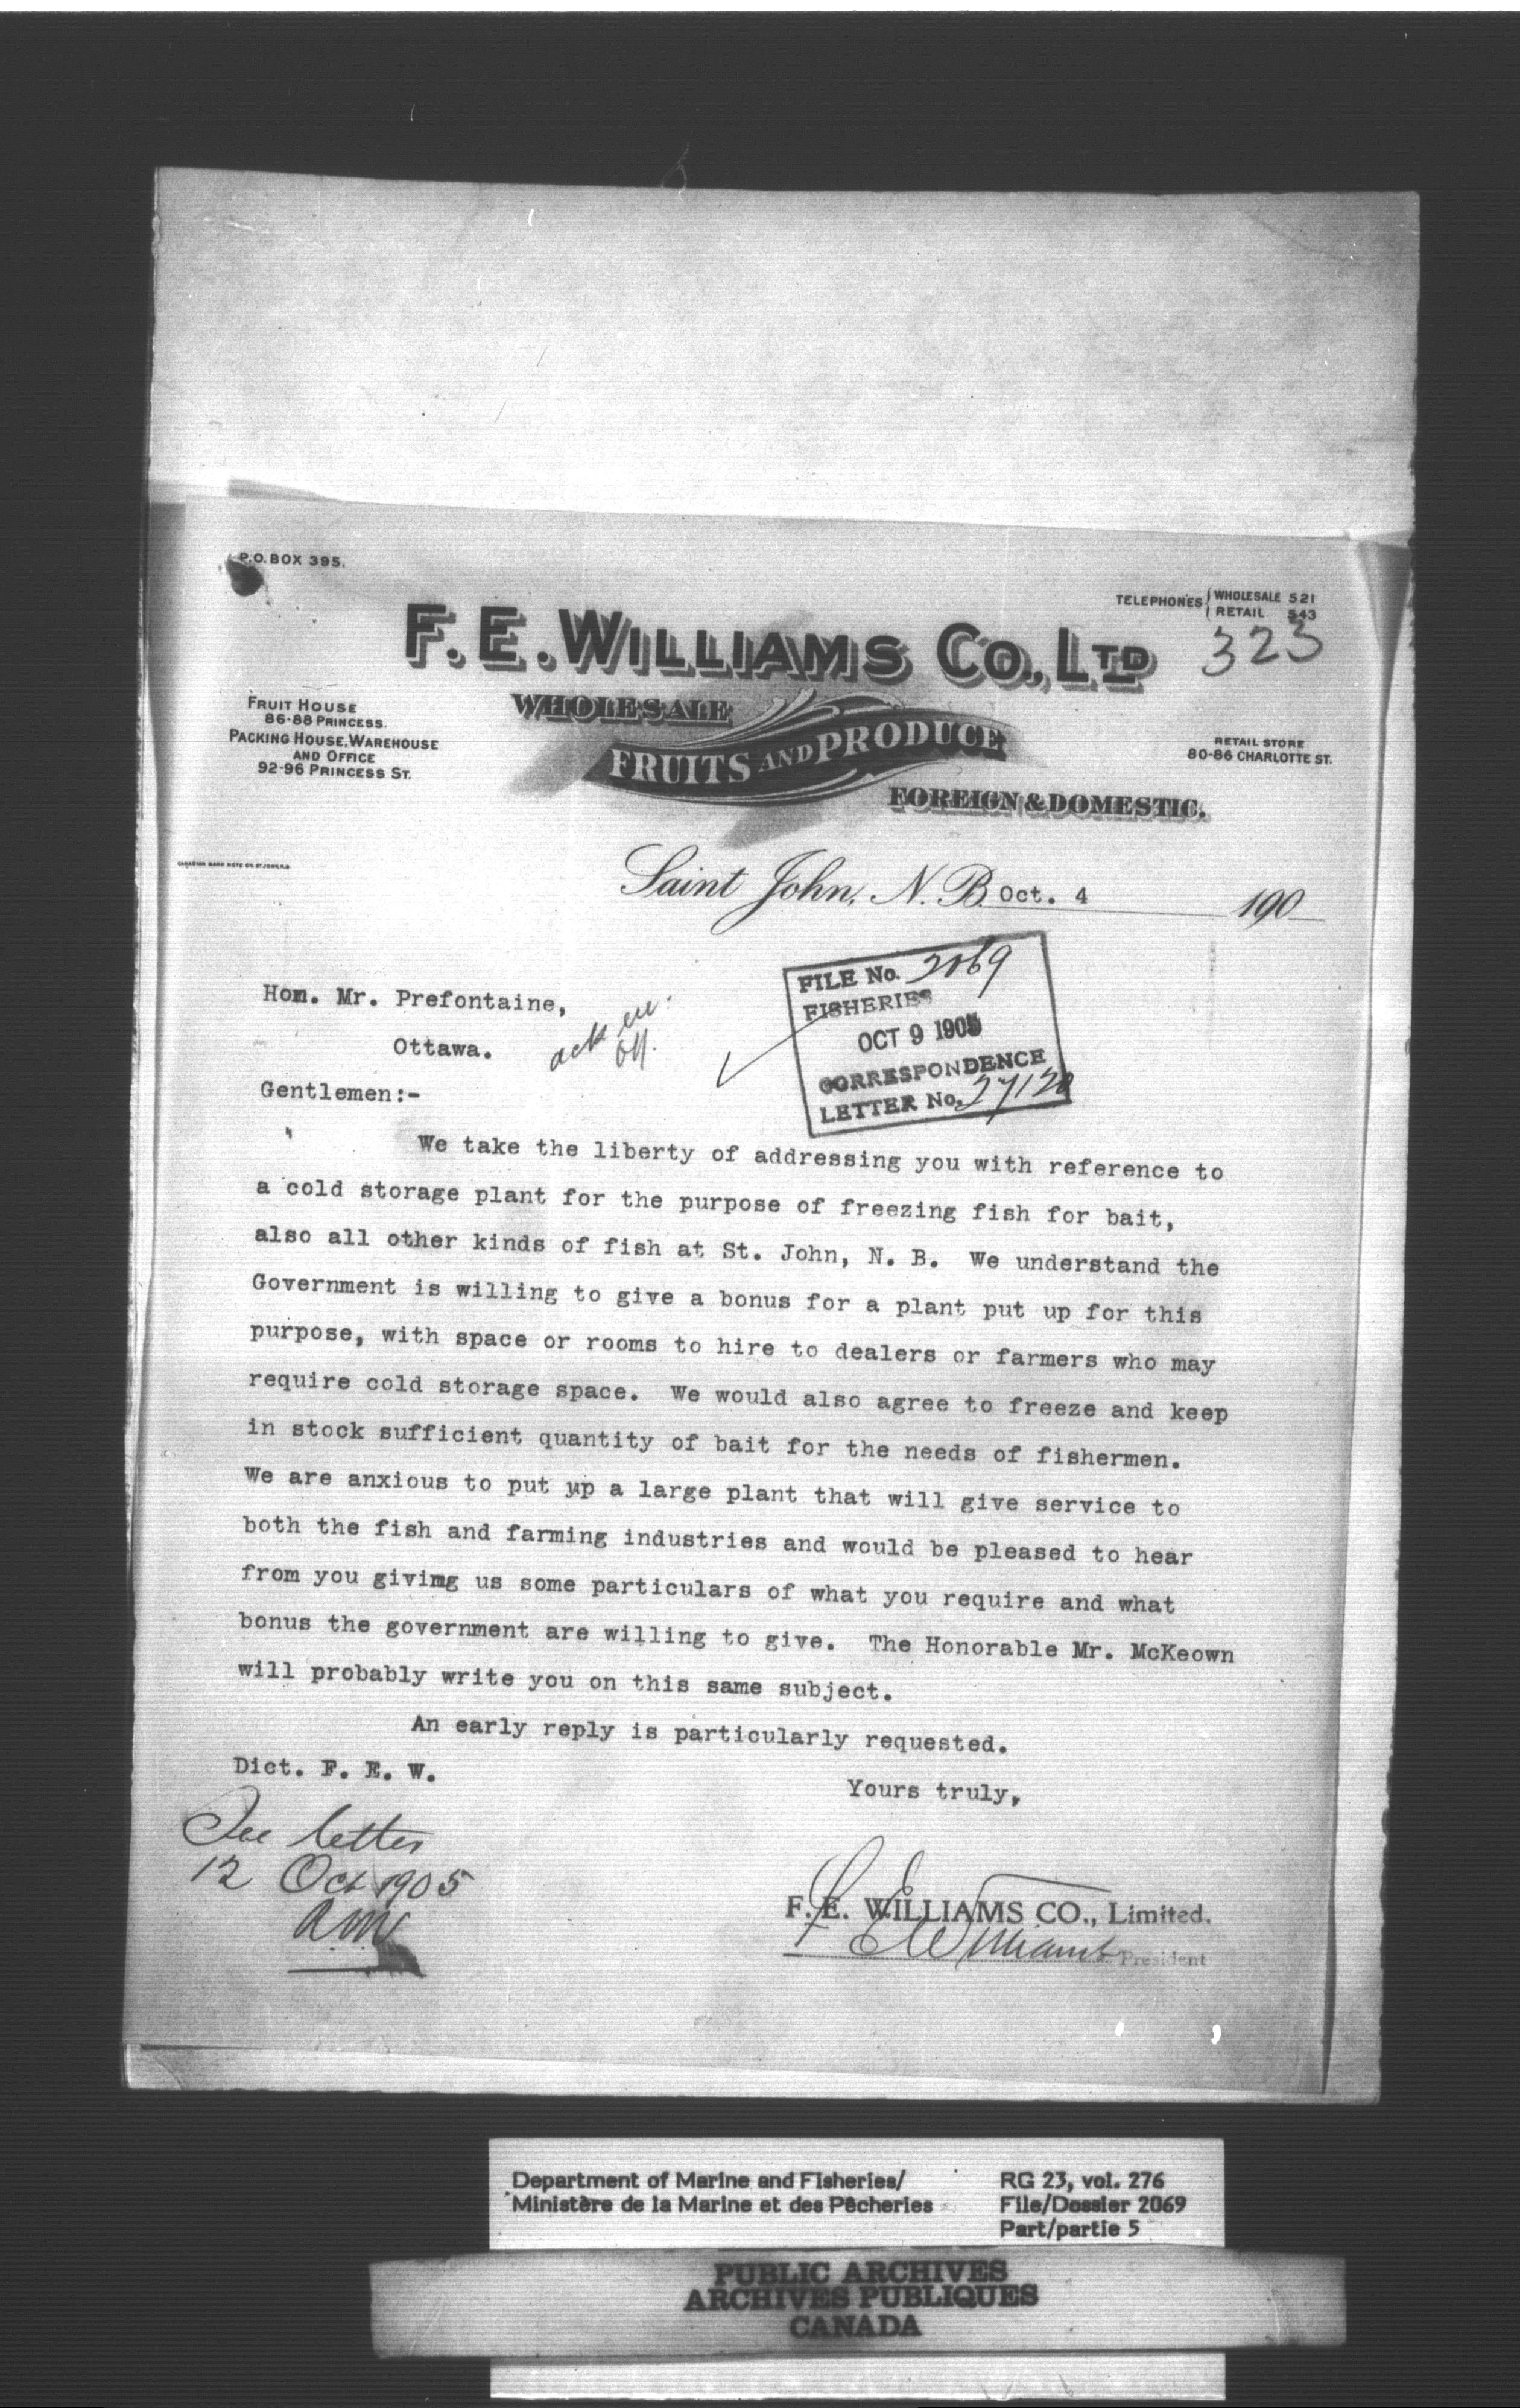 P.O. BOX 395.
TELEPHONES WHOLESALE 521
RETAIL 543
323
F. E. WILLIAMS CO., LTD
WHOLESALE
FRUITS AND PRODUCE
FOREIGN & DOMESTIC.
FRUIT HOUSE
86-88 PRINCESS.
PACKING HOUSE, WAREHOUSE
AND OFFICE
92-96 PRINCESS ST.
RETAIL STORE
80-86 CHARLOTTE ST.
Saint John, N. B. Oct. 4 190
FILE No. 2069
FISHERIES
OCT 9 1905
CORRESPONDENCE
LETTER No. 27120
Hon. Mr. Prefontaine,
Ottawa.
ack
Gentlemen:-
We take the liberty of addressing you with reference to
a cold storage plant for the purpose of freezing fish for bait,
also all other kinds of fish at St. John, N. B. We understand the
Government is willing to give a bonus for a plant put up for this
purpose, with space or rooms to hire to dealers or farmers who may
require cold storage space. We would also agree to freeze and keep
in stock sufficient quantity of bait for the needs of fishermen.
We are anxious to put up a large plant that will give service to
both the fish and farming industries and would be pleased to hear
from you giving us some particulars of what you require and what
bonus the government are willing to give. The Honorable Mr. McKeown
will probably write you on this same subject.
An early reply is particularly requested.
Dict. F. E. W.
Yours truly,
See letter
12 Oct 1905
F. E. WILLIAMS CO., Limited.
F E Williams President
Department of Marine and Fisheries/
Ministère de la Marine et des Pêcheries
RG 23, vol. 276
File/Dossier 2069
Part/partie 5
PUBLIC ARCHIVES
ARCHIVES PUBLIQUES
CANADA